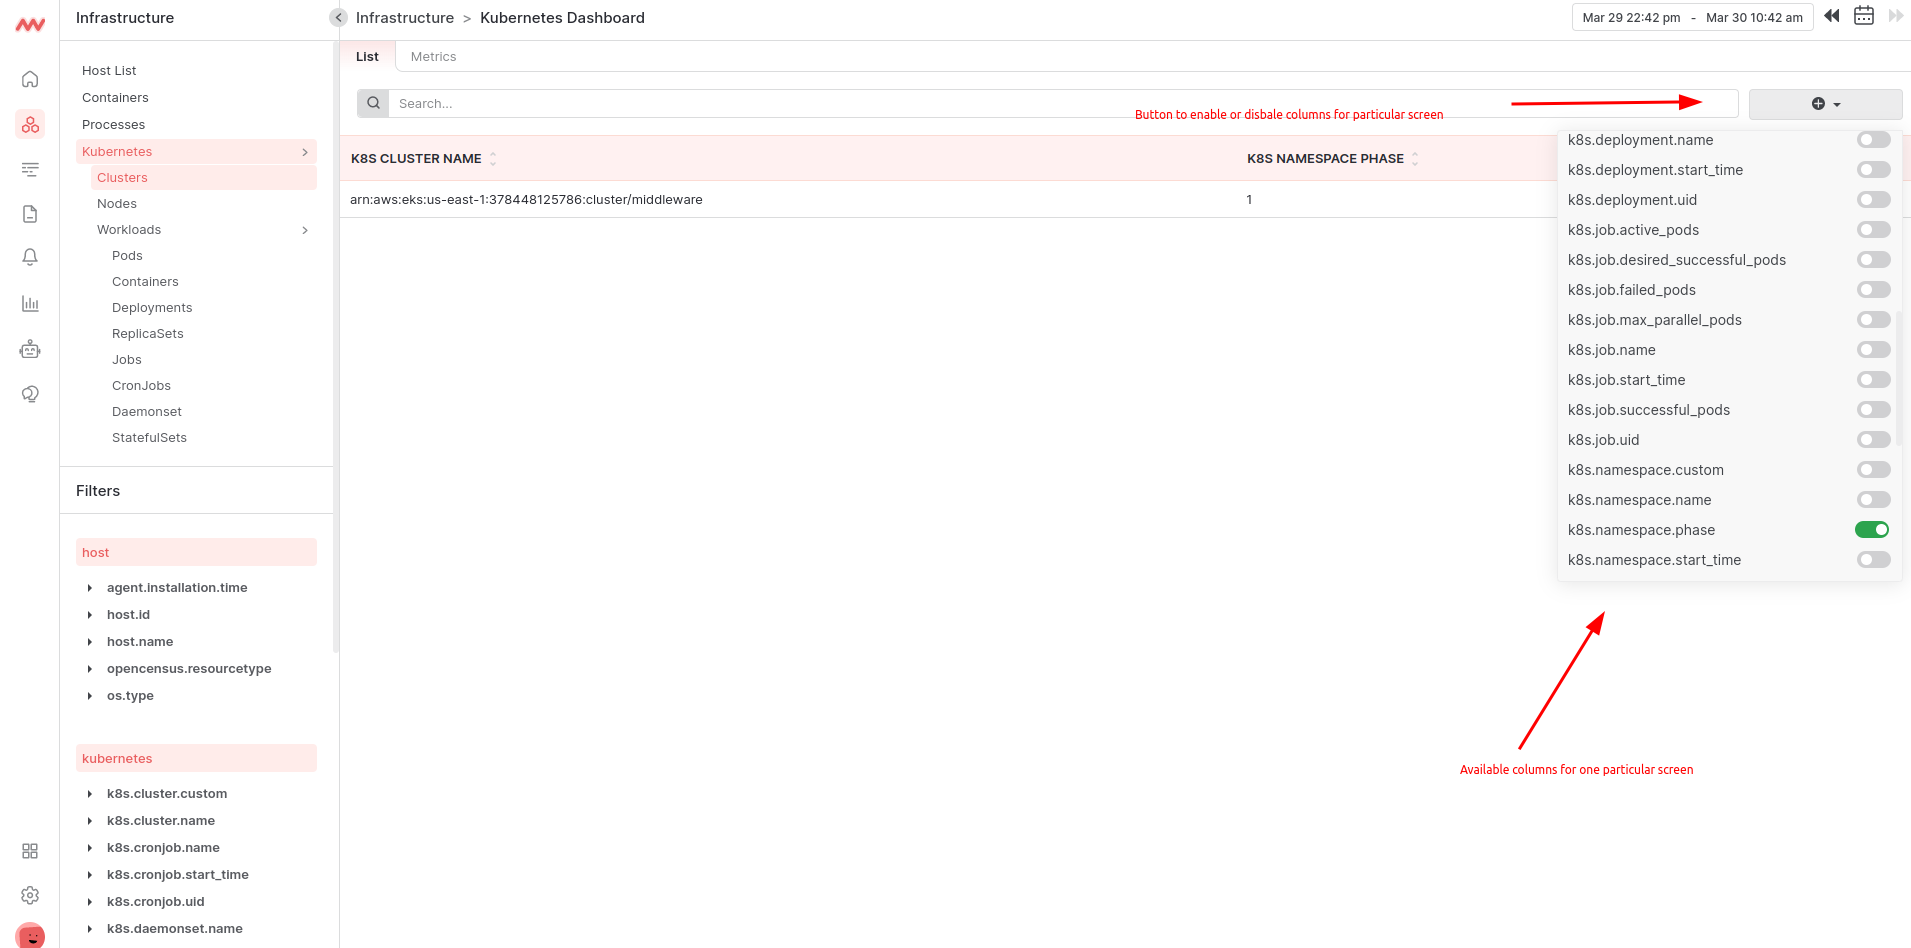 Infrastructure
Infrastructure > Kubernetes Dashboard
Mar 29 22:42 pm - Mar 30 10:42 am
Host List
Containers
Processes
Kubernetes
Clusters
Nodes
Workloads
Pods
Containers
Deployments
ReplicaSets
Jobs
CronJobs
Daemonset
StatefulSets
Filters
host
agent.installation.time
host.id
host.name
opencensus.resourcetype
os.type
kubernetes
k8s.cluster.custom
k8s.cluster.name
k8s.cronjob.name
k8s.cronjob.start_time
k8s.cronjob.uid
k8s.daemonset.name
List
Metrics
Search...
Button to enable or disbale columns for particular screen
K8S CLUSTER NAME
K8S NAMESPACE PHASE
arn:aws:eks:us-east-1:378448125786:cluster/middleware
1
k8s.deployment.name
k8s.deployment.start_time
k8s.deployment.uid
k8s.job.active_pods
k8s.job.desired_successful_pods
k8s.job.failed_pods
k8s.job.max_parallel_pods
k8s.job.name
k8s.job.start_time
k8s.job.successful_pods
k8s.job.uid
k8s.namespace.custom
k8s.namespace.name
k8s.namespace.phase
k8s.namespace.start_time
Available columns for one particular screen